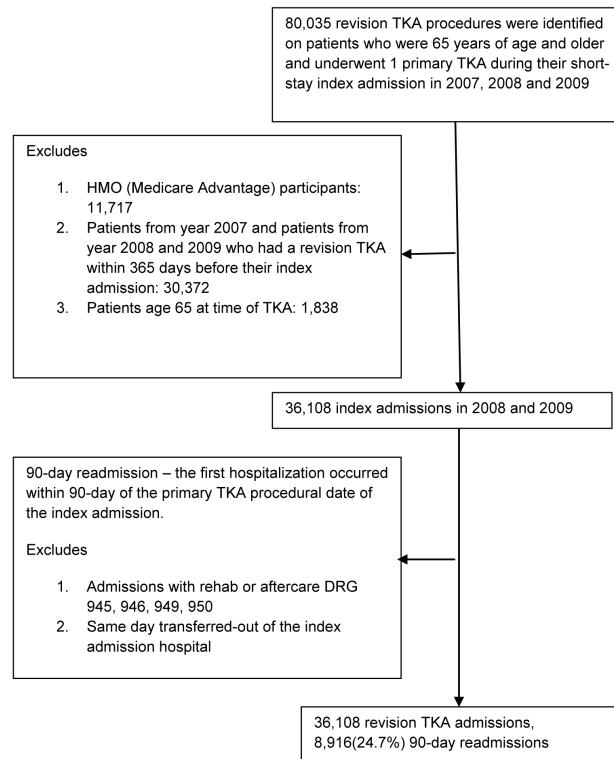 80,035 revision TKA procedures were identified
on patients who were 65 years of age and older
and underwent 1 primary TKA during their short-
stay index admission in 2007, 2008 and 2009
Excludes
1. HMO (Medicare Advantage) participants:
11,717
2. Patients from year 2007 and patients from
year 2008 and 2009 who had a revision TKA
within 365 days before their index
admission: 30,372
3. Patients age 65 at time of TKA: 1,838
36,108 index admissions in 2008 and 2009
90-day readmission – the first hospitalization occurred
within 90-day of the primary TKA procedural date of
the index admission.
Excludes
1. Admissions with rehab or aftercare DRG
945, 946, 949, 950
2. Same day transferred-out of the index
admission hospital
36,108 revision TKA admissions,
8,916(24.7%) 90-day readmissions